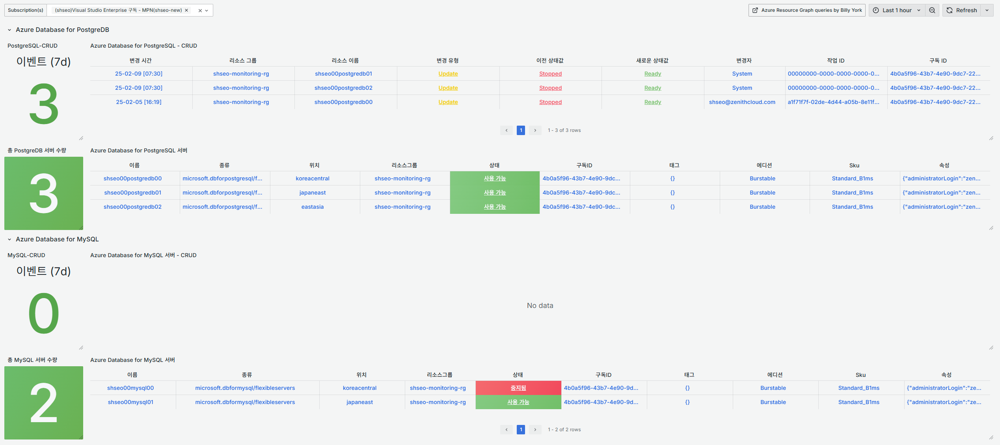 Subscription(s) (shseo)Visual Studio Enterprise 구독 - MPN(shseo-new) Azure Resource Graph queries by Billy York Last 1 hour Refresh
Azure Database for PostgreDB
PostgreSQL-CRUD
이벤트 (7d)
3
Azure Database for PostgreSQL - CRUD
변경 시간 리소스 그룹 리소스 이름 변경 유형 이전 상태값 새로운 상태값 변경자 작업 ID 구독 ID
25-02-09 [07:30] shseo-monitoring-rg shseo00postgredb01 Update Stopped Ready System 00000000-0000-0000-0000-0... 4b0a5f96-43b7-4e90-9dc7-22...
25-02-09 [07:30] shseo-monitoring-rg shseo00postgredb02 Update Stopped Ready System 00000000-0000-0000-0000-0... 4b0a5f96-43b7-4e90-9dc7-22...
25-02-05 [16:19] shseo-monitoring-rg shseo00postgredb00 Update Stopped Ready shseo@zenithcloud.com a1f71f7f-02de-4d44-a05b-8e11f... 4b0a5f96-43b7-4e90-9dc7-22...
1 1 - 3 of 3 rows
총 PostgreDB 서버 수량
3
Azure Database for PostgreSQL 서버
이름 종류 위치 리소스그룹 상태 구독ID 태그 에디션 Sku 속성
shseo00postgredb00 microsoft.dbforpostgresql/f... koreacentral shseo-monitoring-rg 사용 가능 4b0a5f96-43b7-4e90-9dc... {} Burstable Standard_B1ms {"administratorLogin":"zen...
shseo00postgredb01 microsoft.dbforpostgresql/f... japaneast shseo-monitoring-rg 사용 가능 4b0a5f96-43b7-4e90-9dc... {} Burstable Standard_B1ms {"administratorLogin":"zen...
shseo00postgredb02 microsoft.dbforpostgresql/f... eastasia shseo-monitoring-rg 사용 가능 4b0a5f96-43b7-4e90-9dc... {} Burstable Standard_B1ms {"administratorLogin":"zen...
Azure Database for MySQL
MySQL-CRUD
이벤트 (7d)
0
Azure Database for MySQL 서버 - CRUD
No data
총 MySQL 서버 수량
2
Azure Database for MySQL 서버
이름 종류 위치 리소스그룹 상태 구독ID 태그 에디션 Sku 속성
shseo00mysql00 microsoft.dbformysql/flexibleservers koreacentral shseo-monitoring-rg 중지됨 4b0a5f96-43b7-4e90-9d... {} Burstable Standard_B1ms {"administratorLogin":"ze...
shseo00mysql01 microsoft.dbformysql/flexibleservers japaneast shseo-monitoring-rg 사용 가능 4b0a5f96-43b7-4e90-9d... {} Burstable Standard_B1ms {"administratorLogin":"ze...
1 1 - 2 of 2 rows